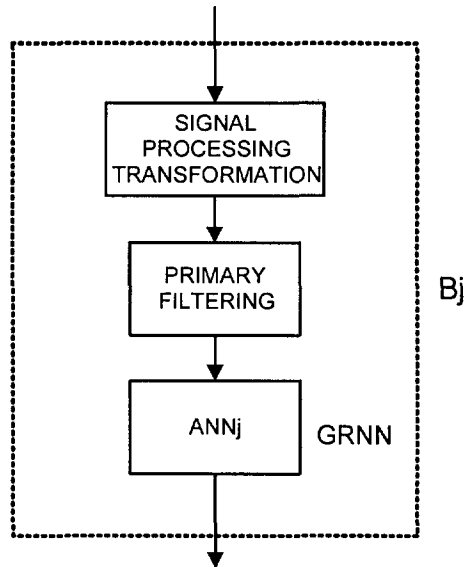 SIGNAL
PROCESSING
TRANSFORMATION
PRIMARY
FILTERING
Bj
ANNj
GRNN